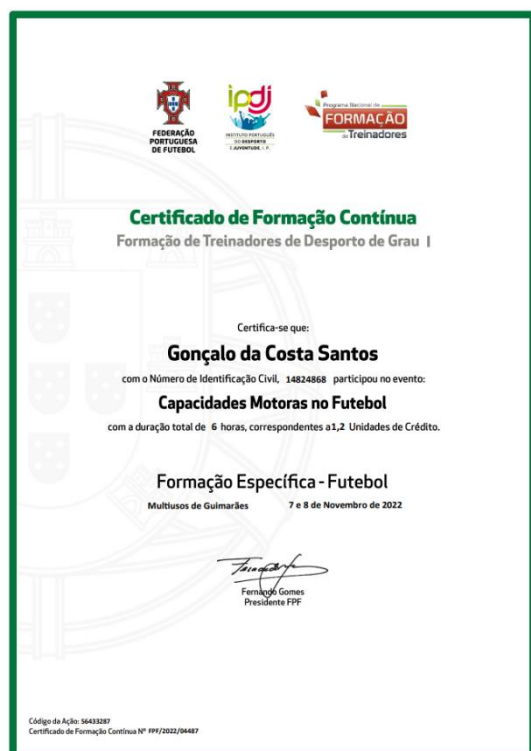 FEDERAÇÃO
PORTUGUESA
DE FUTEBOL
ipdj
INSTITUTO PORTUGUÊS
DO DESPORTO
E JUVENTUDE, I. P.
Programa Nacional de
FORMAÇÃO
de Treinadores
Certificado de Formação Contínua
Formação de Treinadores de Desporto de Grau I
Certifica-se que:
Gonçalo da Costa Santos
com o Número de Identificação Civil, 14824868 participou no evento:
Capacidades Motoras no Futebol
com a duração total de 6 horas, correspondentes a1,2 Unidades de Crédito.
Formação Específica - Futebol
Multiusos de Guimarães 7 e 8 de Novembro de 2022
Fernando Gomes
Presidente FPF
Código da Ação: 56433287
Certificado de Formação Contínua Nº FPF/2022/04487